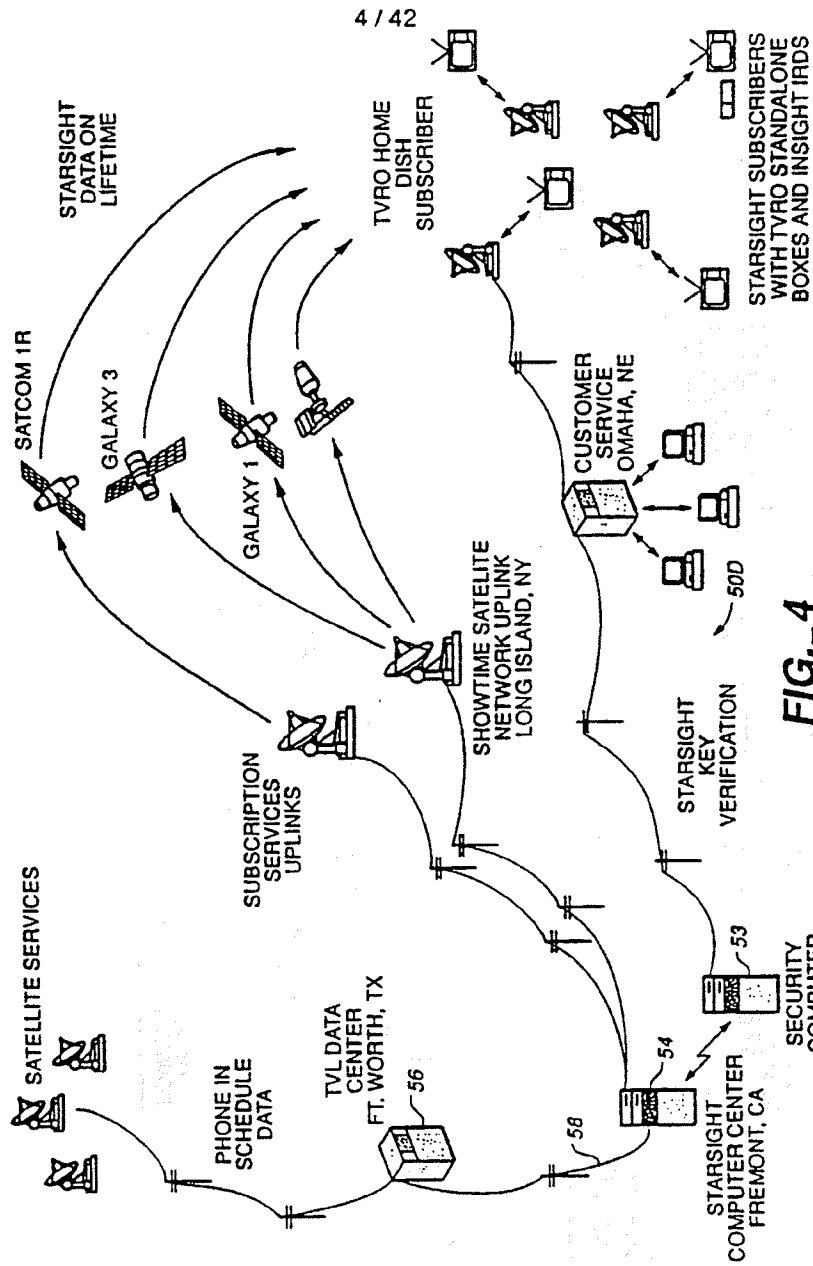 4 / 42
STARSIGHT
DATA ON
LIFETIME
SATCOM 1R
GALAXY 3
GALAXY 1
TVRO HOME
DISH
SUBSCRIBER
SATELLITE SERVICES
PHONE IN
SCHEDULE
DATA
TVL DATA
CENTER
FT. WORTH, TX
56
58
SUBSCRIPTION
SERVICES
UPLINKS
SHOWTIME SATELITE
NETWORK UPLINK
LONG ISLAND, NY
CUSTOMER
SERVICE
OMAHA, NE
STARSIGHT SUBSCRIBERS
WITH TVRO STANDALONE
BOXES AND INSIGHT IRDS
54
STARSIGHT
COMPUTER CENTER
FREMONT, CA
53
SECURITY
STARSIGHT
KEY
VERIFICATION
50D
FIG._4